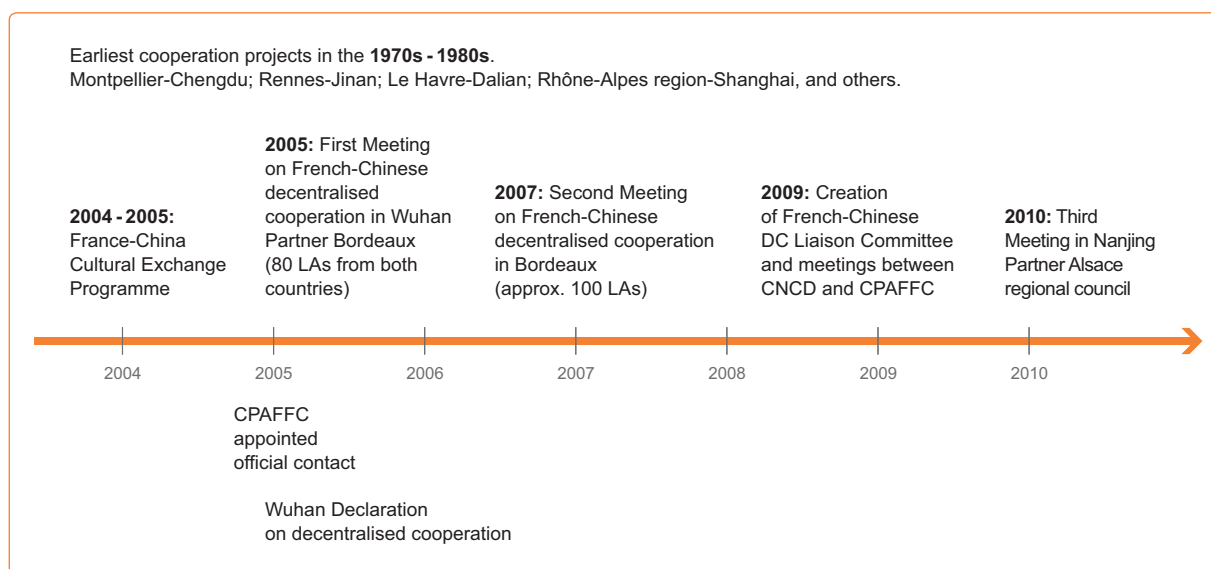 Earliest cooperation projects in the 1970s - 1980s.
Montpellier-Chengdu; Rennes-Jinan; Le Havre-Dalian; Rhône-Alpes region-Shanghai, and others.
2004 - 2005:
France-China
Cultural Exchange
Programme
2005: First Meeting
on French-Chinese
decentralised
cooperation in Wuhan
Partner Bordeaux
(80 LAs from both
countries)
2007: Second Meeting
on French-Chinese
decentralised cooperation
in Bordeaux
(approx. 100 LAs)
2009: Creation
of French-Chinese
DC Liaison Committee
and meetings between
CNCD and CPAFFC
2010: Third
Meeting in Nanjing
Partner Alsace
regional council
2004
2005
2006
2007
2008
2009
2010
CPAFFC
appointed
official contact
Wuhan Declaration
on decentralised cooperation